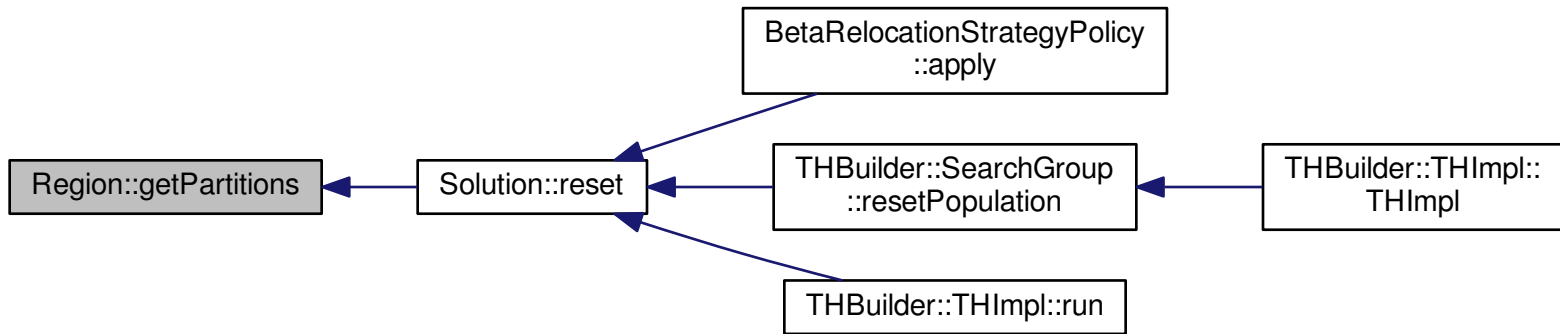 BetaRelocationStrategyPolicy
::apply
Region::getPartitions
Solution::reset
THBuilder::SearchGroup
::resetPopulation
THBuilder::THImpl::
THImpl
THBuilder::THImpl::run